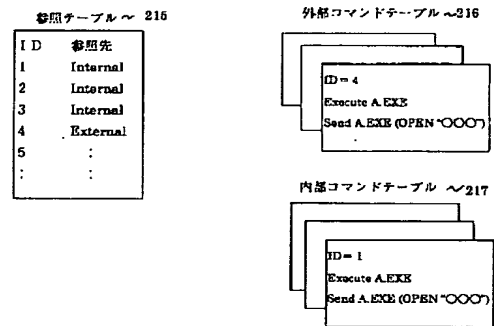 参照テーブル ～ 215
ID 参照先
1 Internal
2 Internal
3 Internal
4 External
5 :
: :
外部コマンドテーブル ～216
ID = 4
Execute A.EXE
Send A.EXE (OPEN "○○○")
内部コマンドテーブル ～217
ID = 1
Execute A.EXE
Send A.EXE (OPEN "○○○")